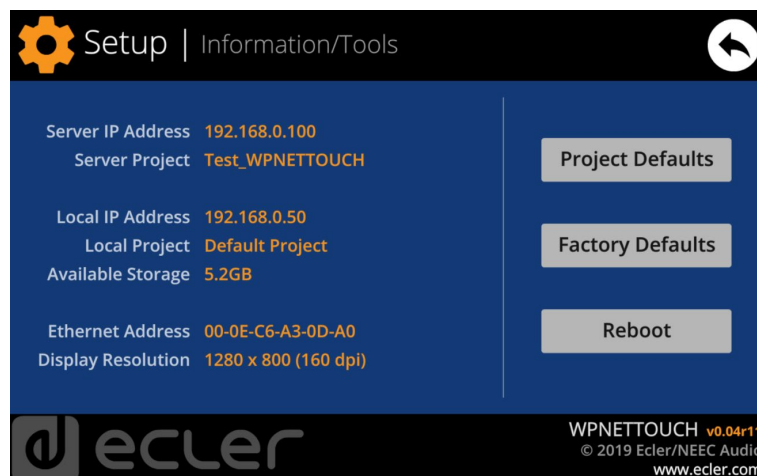 Setup | Information/Tools
Server IP Address 192.168.0.100
Server Project Test_WPNETTOUCH
Local IP Address 192.168.0.50
Local Project Default Project
Available Storage 5.2GB
Ethernet Address 00-0E-C6-A3-0D-A0
Display Resolution 1280 x 800 (160 dpi)
Project Defaults
Factory Defaults
Reboot
ecler
WPNETTOUCH v0.04r11
© 2019 Ecler/NEEC Audio
www.ecler.com